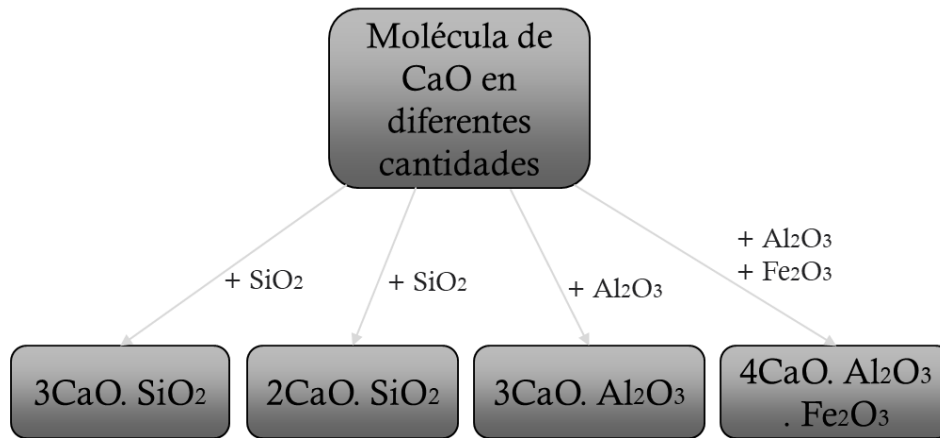 Molécula de
CaO en
diferentes
cantidades
+ Al₂O₃
+ Fe₂O₃
+ SiO₂
+ SiO₂
+ Al₂O₃
3CaO. SiO₂
2CaO. SiO₂
3CaO. Al₂O₃
4CaO. Al₂O₃
. Fe₂O₃